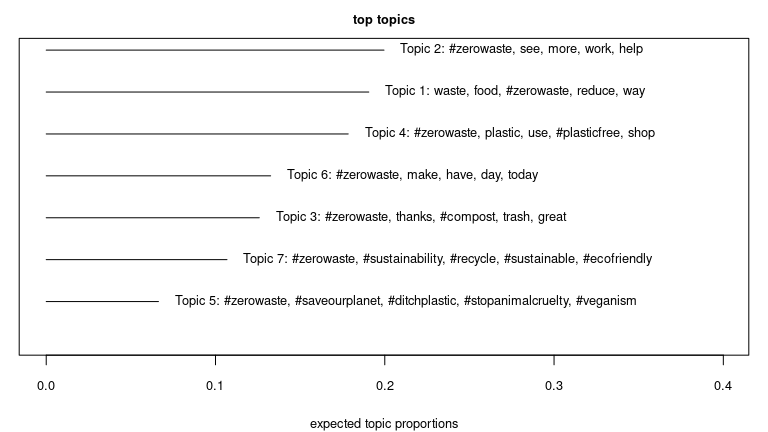 top topics
Topic 2: #zerowaste, see, more, work, help
Topic 1: waste, food, #zerowaste, reduce, way
Topic 4: #zerowaste, plastic, use, #plasticfree, shop
Topic 6: #zerowaste, make, have, day, today
Topic 3: #zerowaste, thanks, #compost, trash, great
Topic 7: #zerowaste, #sustainability, #recycle, #sustainable, #ecofriendly
Topic 5: #zerowaste, #saveourplanet, #ditchplastic, #stopanimalcruelty, #veganism
0.0 0.1 0.2 0.3 0.4
expected topic proportions